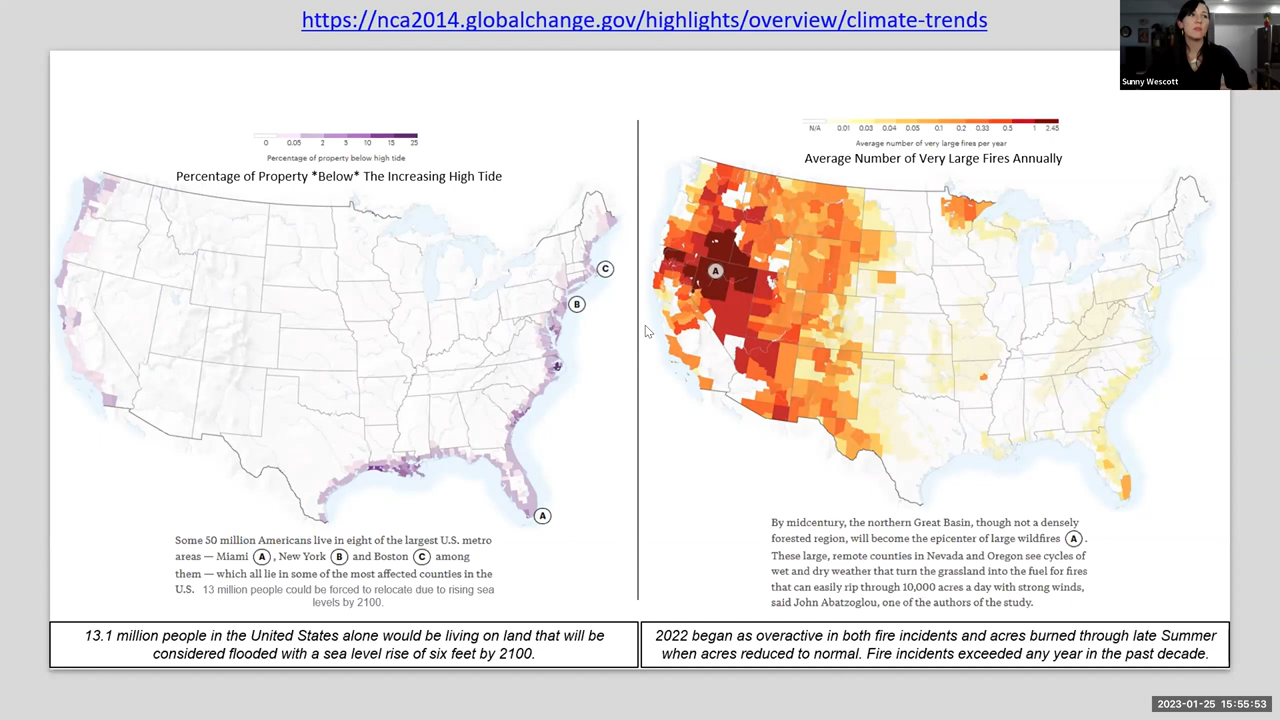 https://nca2014.globalchange.gov/highlights/overview/climate-trends
Sunny Wescott
0 0.05 2 5 10 15 25
Percentage of property below high tide
Percentage of Property *Below* The Increasing High Tide
C
B
A
Some 50 million Americans live in eight of the largest U.S. metro
areas — Miami A , New York B and Boston C among
them — which all lie in some of the most affected counties in the
U.S. 13 million people could be forced to relocate due to rising sea
levels by 2100.
N/A 0.01 0.03 0.04 0.05 0.1 0.2 0.33 0.5 1 2.45
Average number of very large fires per year
Average Number of Very Large Fires Annually
A
By midcentury, the northern Great Basin, though not a densely
forested region, will become the epicenter of large wildfires A .
These large, remote counties in Nevada and Oregon see cycles of
wet and dry weather that turn the grassland into the fuel for fires
that can easily rip through 10,000 acres a day with strong winds,
said John Abatzoglou, one of the authors of the study.
13.1 million people in the United States alone would be living on land that will be
considered flooded with a sea level rise of six feet by 2100.
2022 began as overactive in both fire incidents and acres burned through late Summer
when acres reduced to normal. Fire incidents exceeded any year in the past decade.
2023-01-25 15:55:53